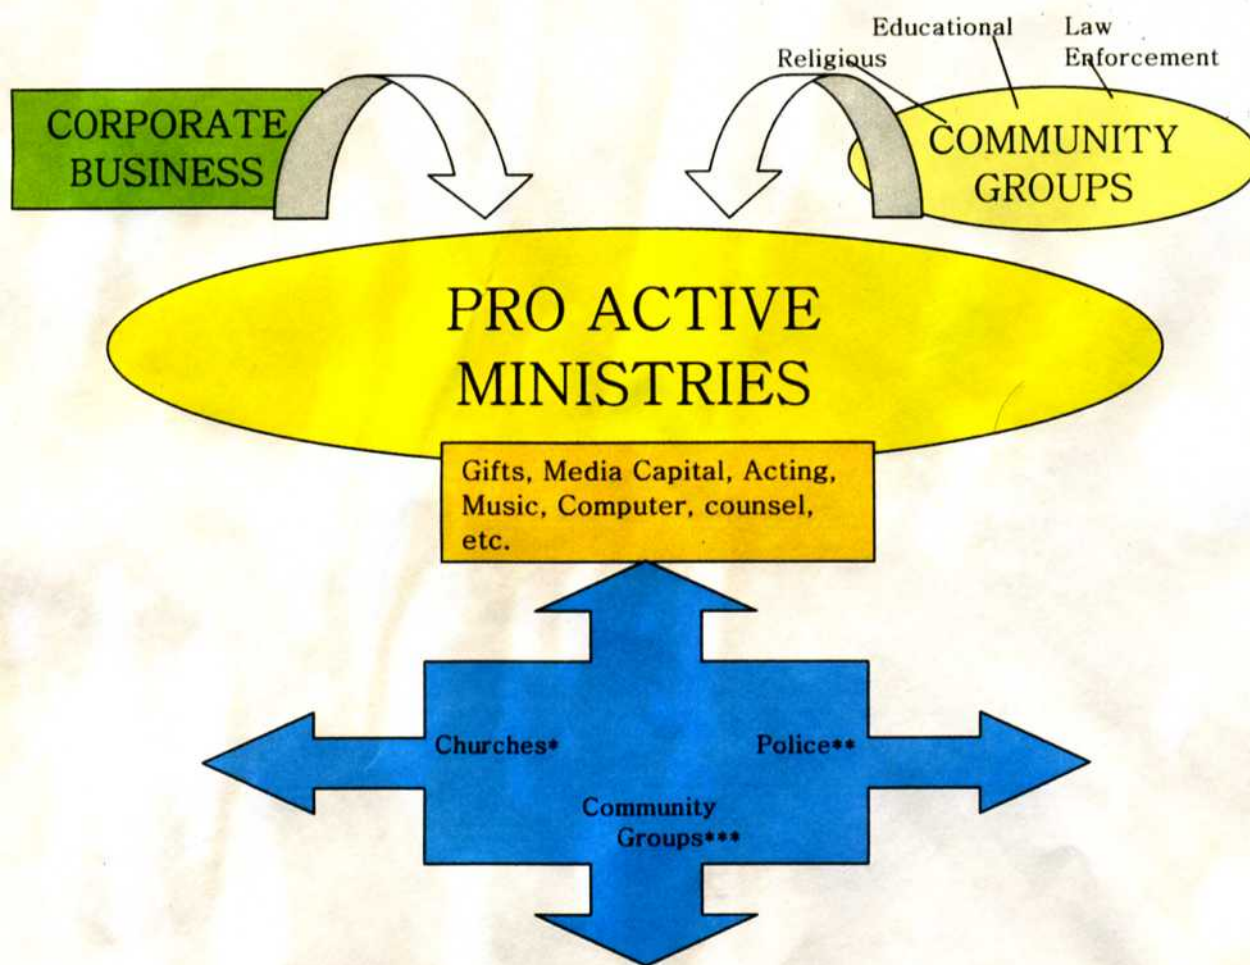 Educational
Law
Religious
Enforcement
CORPORATE
BUSINESS
COMMUNITY
GROUPS
PRO ACTIVE
MINISTRIES
Gifts, Media Capital, Acting,
Music, Computer, counsel,
etc.
Churches*
Police**
Community
Groups***